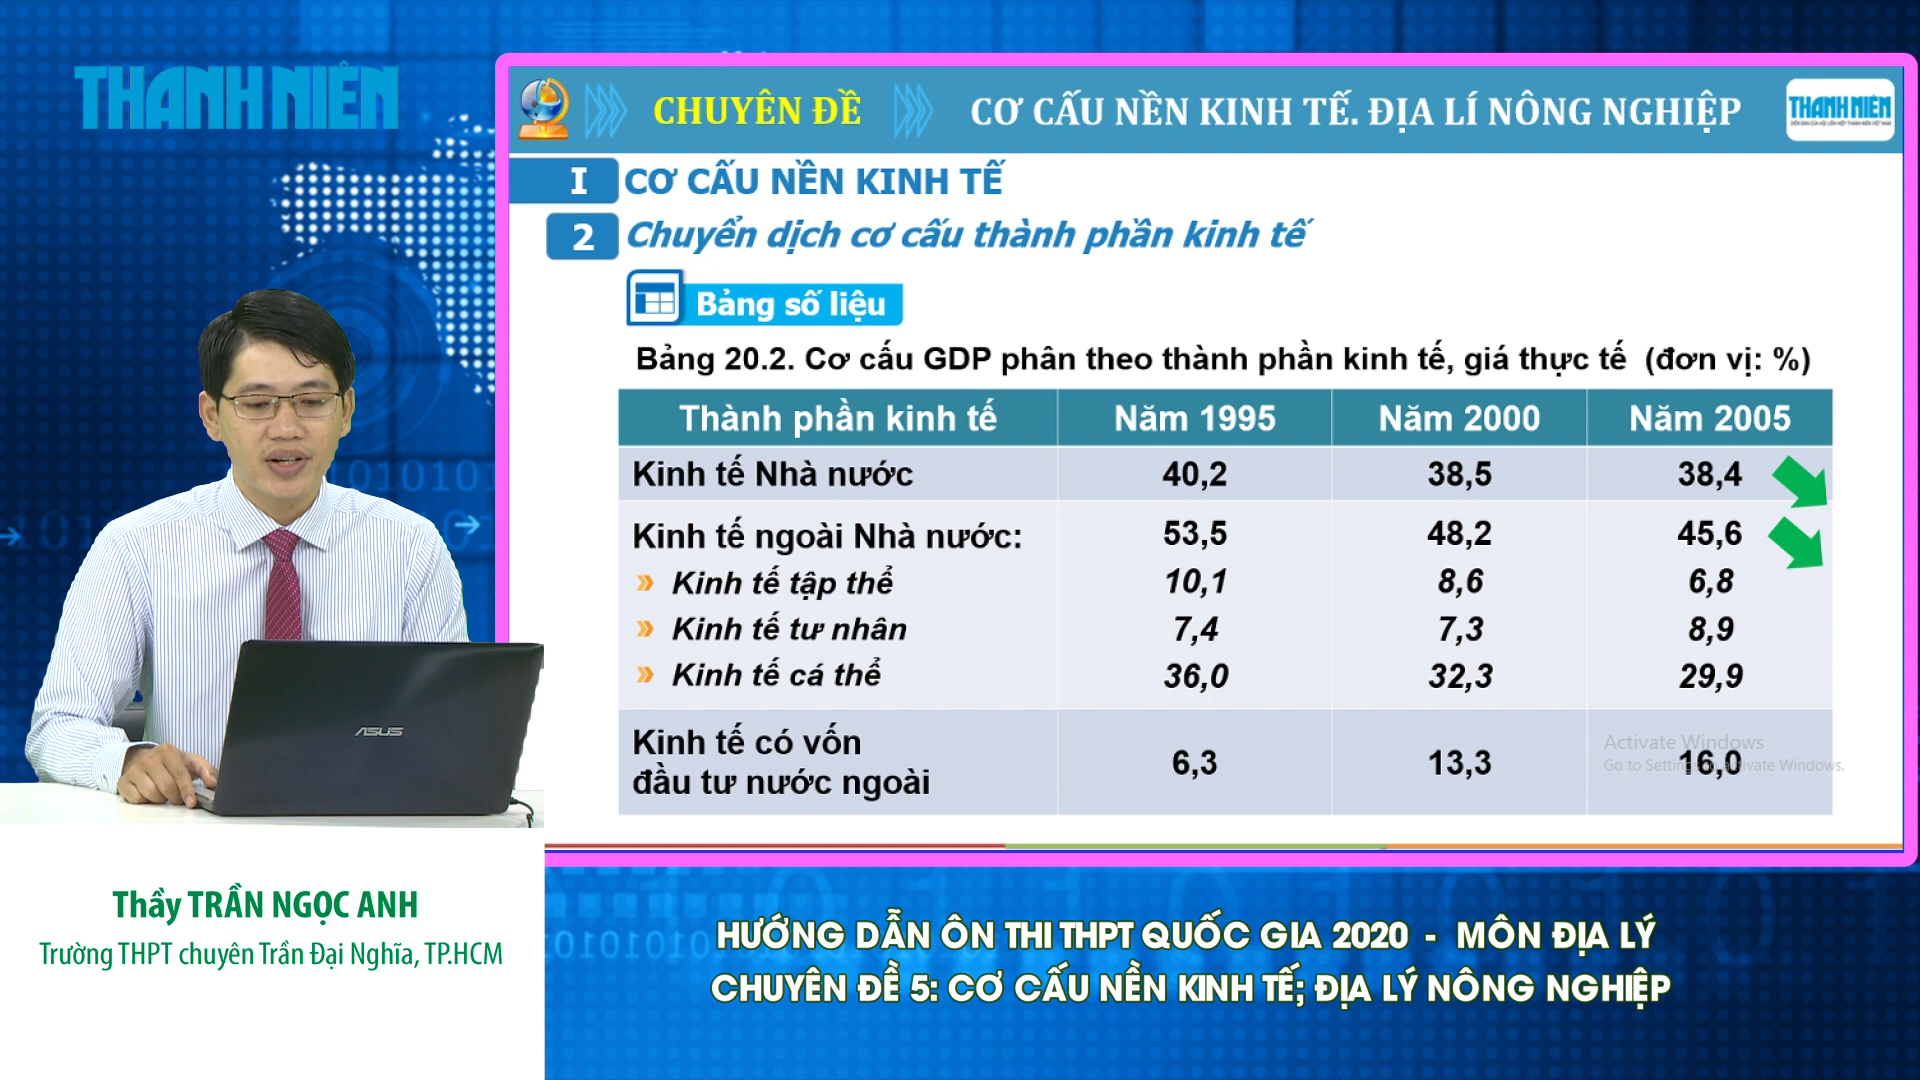 THANH NIÊN
CHUYÊN ĐỀ
CƠ CẤU NỀN KINH TẾ. ĐỊA LÍ NÔNG NGHIỆP
THANH NIÊN
I
CƠ CẤU NỀN KINH TẾ
2
Chuyển dịch cơ cấu thành phần kinh tế
Bảng số liệu
Bảng 20.2. Cơ cấu GDP phân theo thành phần kinh tế, giá thực tế (đơn vị: %)
Thành phần kinh tế Năm 1995 Năm 2000 Năm 2005
Kinh tế Nhà nước 40,2 38,5 38,4
Kinh tế ngoài Nhà nước: 53,5 48,2 45,6
» Kinh tế tập thể 10,1 8,6 6,8
» Kinh tế tư nhân 7,4 7,3 8,9
» Kinh tế cá thể 36,0 32,3 29,9
Kinh tế có vốn
đầu tư nước ngoài 6,3 13,3 16,0
Activate Windows
Go to Settings to activate Windows.
ASUS
Thầy TRẦN NGỌC ANH
Trường THPT chuyên Trần Đại Nghĩa, TP.HCM
HƯỚNG DẪN ÔN THI THPT QUỐC GIA 2020 - MÔN ĐỊA LÝ
CHUYÊN ĐỀ 5: CƠ CẤU NỀN KINH TẾ; ĐỊA LÝ NÔNG NGHIỆP